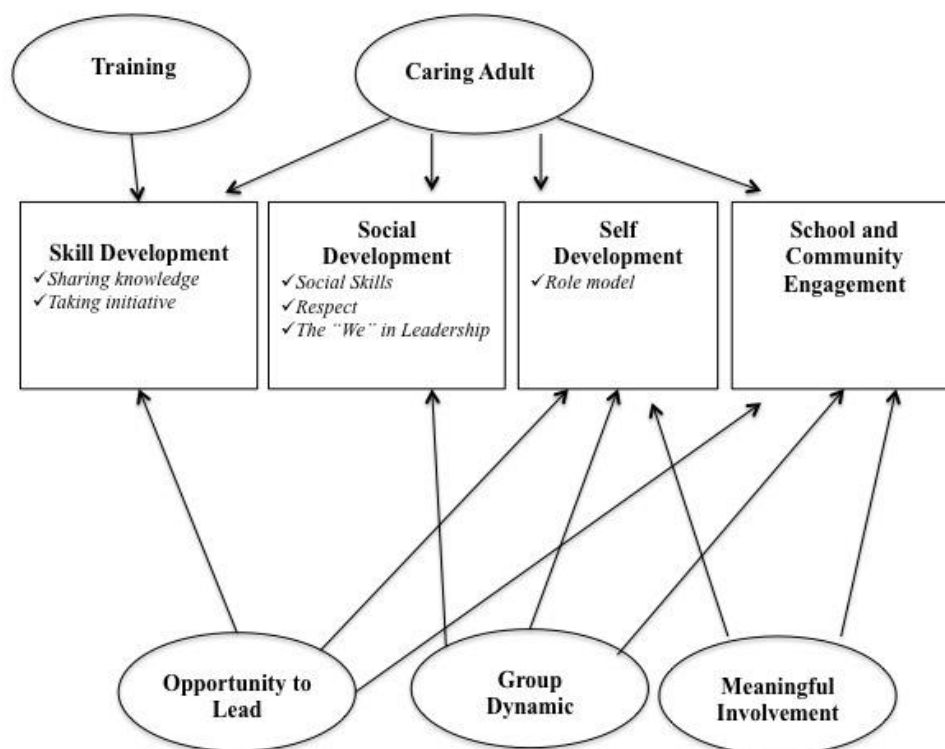 Training
Caring Adult
Skill Development
✓Sharing knowledge
✓Taking initiative
Social
Development
✓Social Skills
✓Respect
✓The ¨We¨ in Leadership
Self
Development
✓Role model
School and
Community
Engagement
Opportunity to
Lead
Group
Dynamic
Meaningful
Involvement